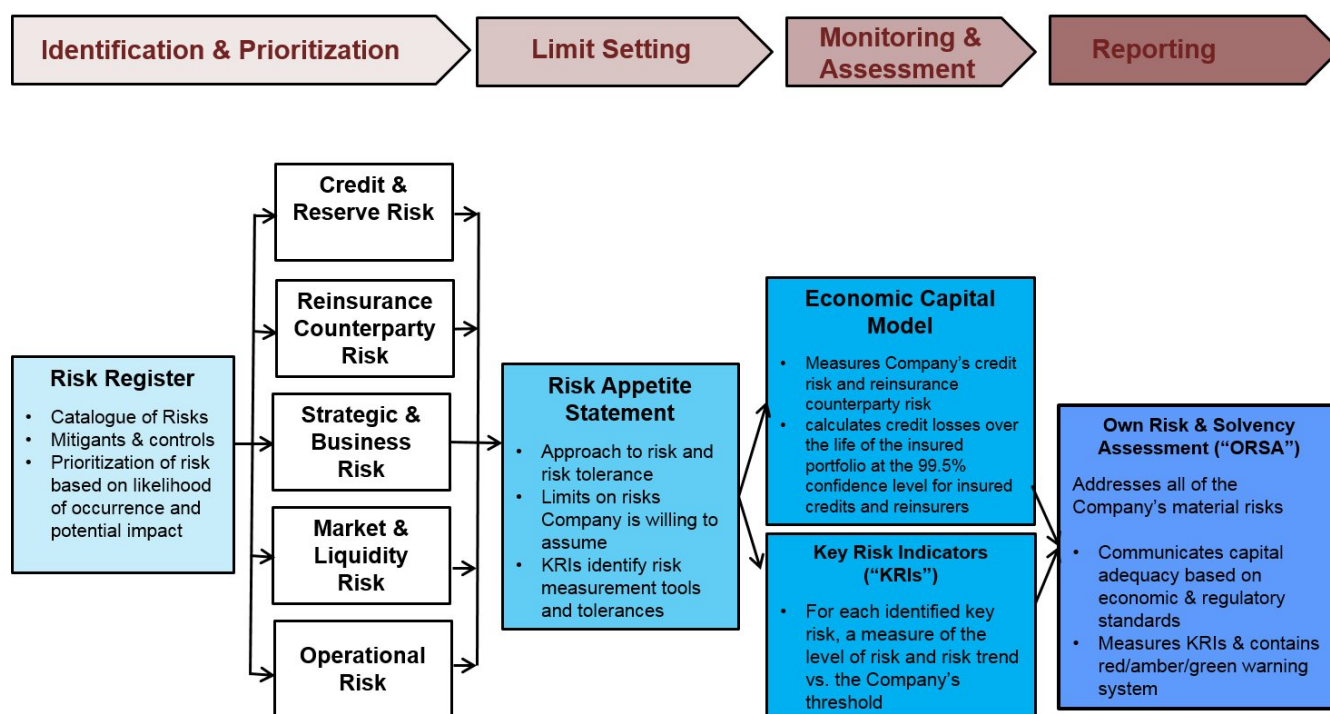 Identification & Prioritization
Limit Setting
Monitoring &
Assessment
Reporting
Risk Register
• Catalogue of Risks
• Mitigants & controls
• Prioritization of risk
based on likelihood
of occurrence and
potential impact
Credit &
Reserve Risk
Reinsurance
Counterparty
Risk
Strategic &
Business
Risk
Market &
Liquidity
Risk
Operational
Risk
Risk Appetite
Statement
• Approach to risk and
risk tolerance
• Limits on risks
Company is willing to
assume
• KRIs identify risk
measurement tools
and tolerances
Economic Capital
Model
• Measures Company's credit
risk and reinsurance
counterparty risk
• calculates credit losses over
the life of the insured
portfolio at the 99.5%
confidence level for insured
credits and reinsurers
Key Risk Indicators
("KRIs")
• For each identified key
risk, a measure of the
level of risk and risk trend
vs. the Company's
threshold
Own Risk & Solvency
Assessment ("ORSA")
Addresses all of the
Company's material risks
• Communicates capital
adequacy based on
economic & regulatory
standards
• Measures KRIs & contains
red/amber/green warning
system